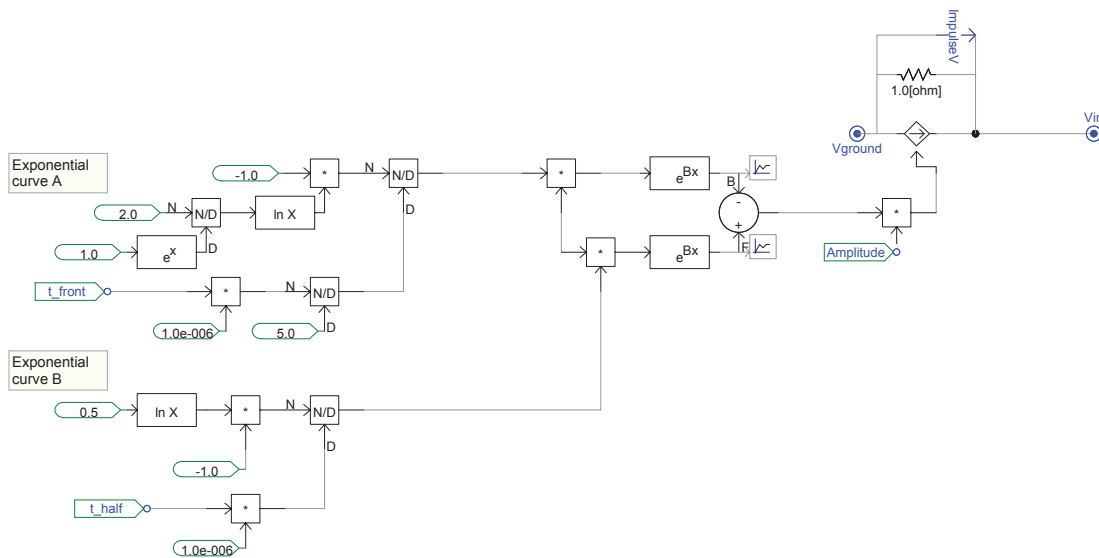 ImpulseV
1.0[ohm]
Vground
Vin
Exponential
curve A
-1.0
*
N
N/D
D
2.0
N
N/D
D
ln X
1.0
e^x
t_front
*
N
N/D
D
1.0e-006
5.0
*
e^Bx
B
-
+
*
e^Bx
F
*
Amplitude
Exponential
curve B
0.5
ln X
*
N
N/D
D
-1.0
t_half
*
1.0e-006